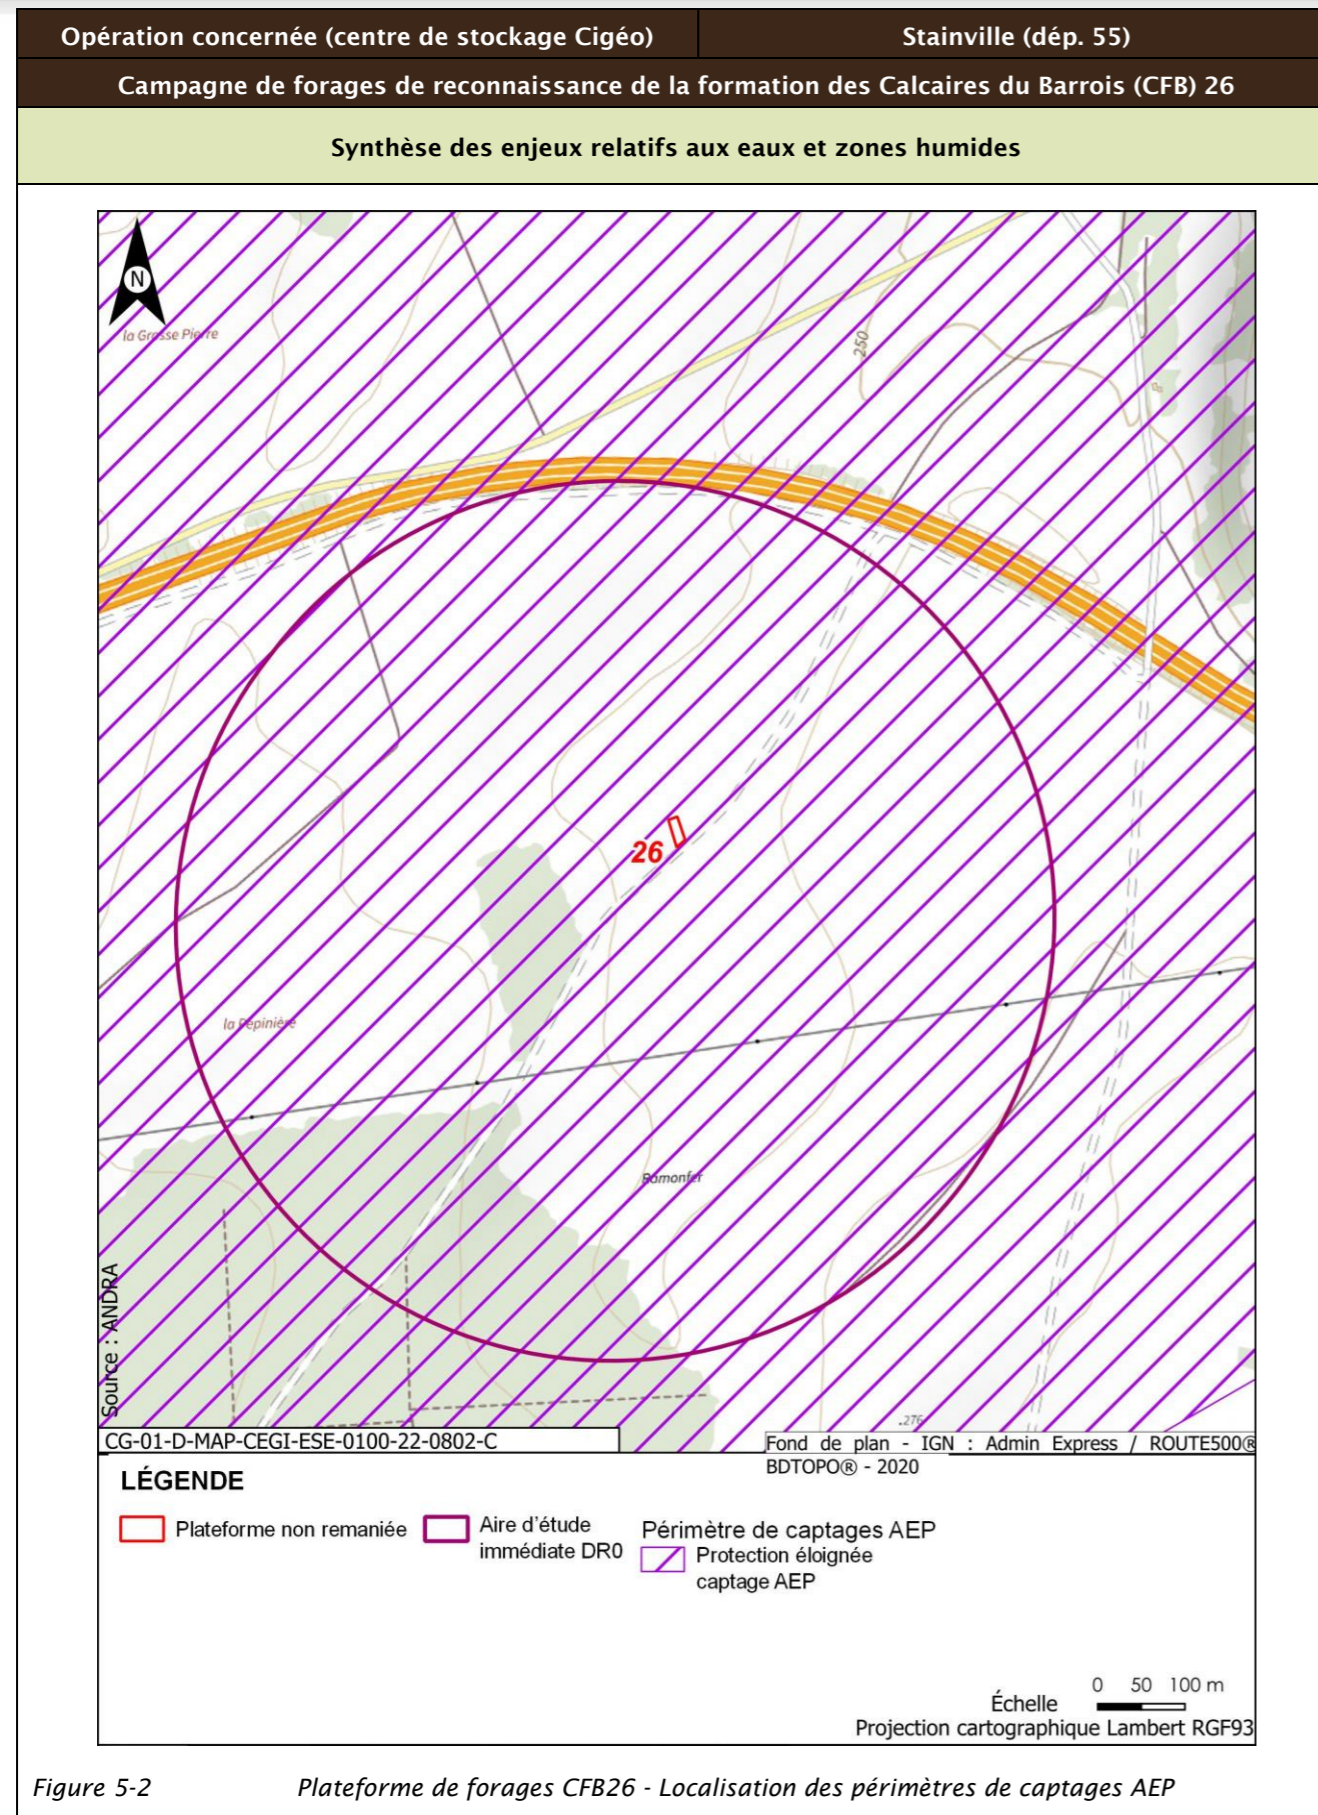 Opération concernée (centre de stockage Cigéo)
Stainville (dép. 55)
Campagne de forages de reconnaissance de la formation des Calcaires du Barrois (CFB) 26
Synthèse des enjeux relatifs aux eaux et zones humides
N
la Grosse Pierre
250
26
la Pépinière
Ramonfer
Source : ANDRA
.276
CG-01-D-MAP-CEGI-ESE-0100-22-0802-C
Fond de plan - IGN : Admin Express / ROUTE500®
BDTOPO® - 2020
LÉGENDE
Plateforme non remaniée
Aire d'étude
immédiate DR0
Périmètre de captages AEP
Protection éloignée
captage AEP
0 50 100 m
Échelle
Projection cartographique Lambert RGF93
Figure 5-2 Plateforme de forages CFB26 - Localisation des périmètres de captages AEP